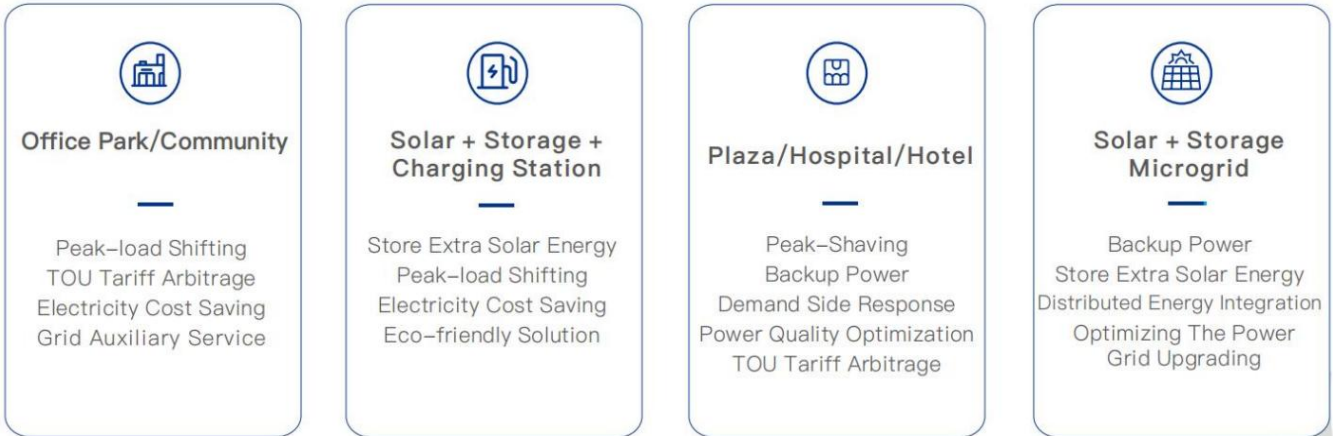 Office Park/Community
Peak–load Shifting
TOU Tariff Arbitrage
Electricity Cost Saving
Grid Auxiliary Service
Solar + Storage +
Charging Station
Store Extra Solar Energy
Peak–load Shifting
Electricity Cost Saving
Eco–friendly Solution
Plaza/Hospital/Hotel
Peak–Shaving
Backup Power
Demand Side Response
Power Quality Optimization
TOU Tariff Arbitrage
Solar + Storage
Microgrid
Backup Power
Store Extra Solar Energy
Distributed Energy Integration
Optimizing The Power
Grid Upgrading